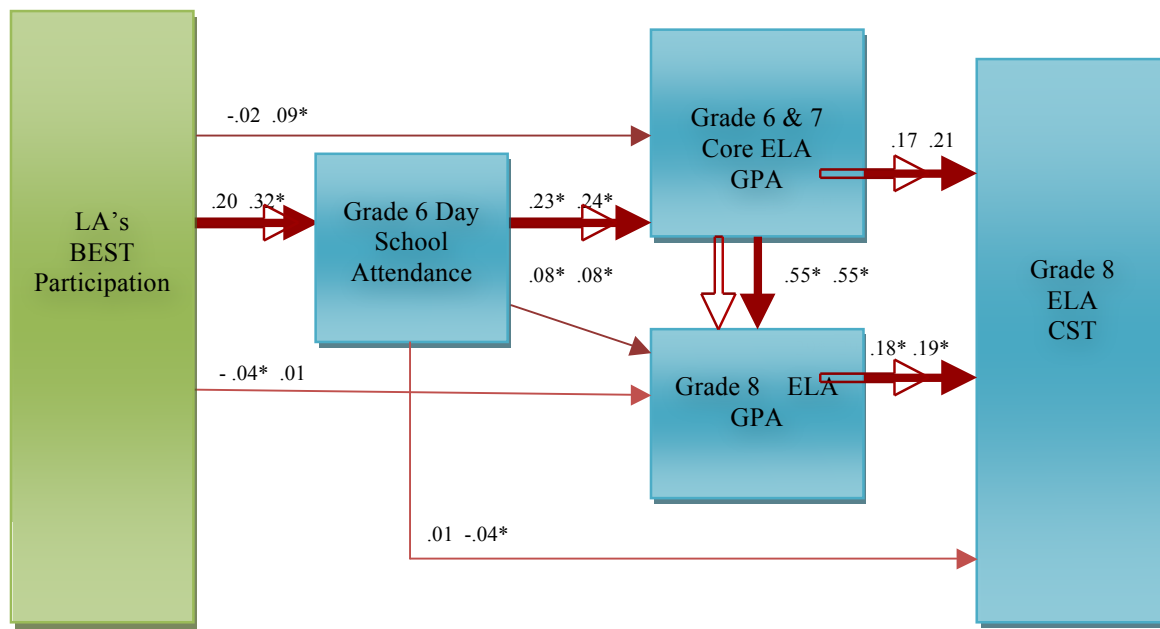 LA's
BEST
Participation
-.02 .09*
.20 .32*
Grade 6 Day
School
Attendance
.23* .24*
.08* .08*
- .04* .01
.01 -.04*
Grade 6 & 7
Core ELA
GPA
.55* .55*
Grade 8 ELA
GPA
.17 .21
.18* .19*
Grade 8
ELA
CST